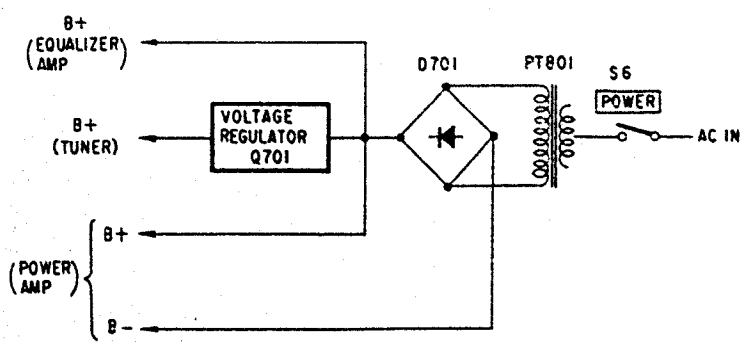 B+
(EQUALIZER
AMP)
D701
PT801
S6
POWER
B+
(TUNER)
VOLTAGE
REGULATOR
Q701
AC IN
B+
(POWER
AMP)
B-